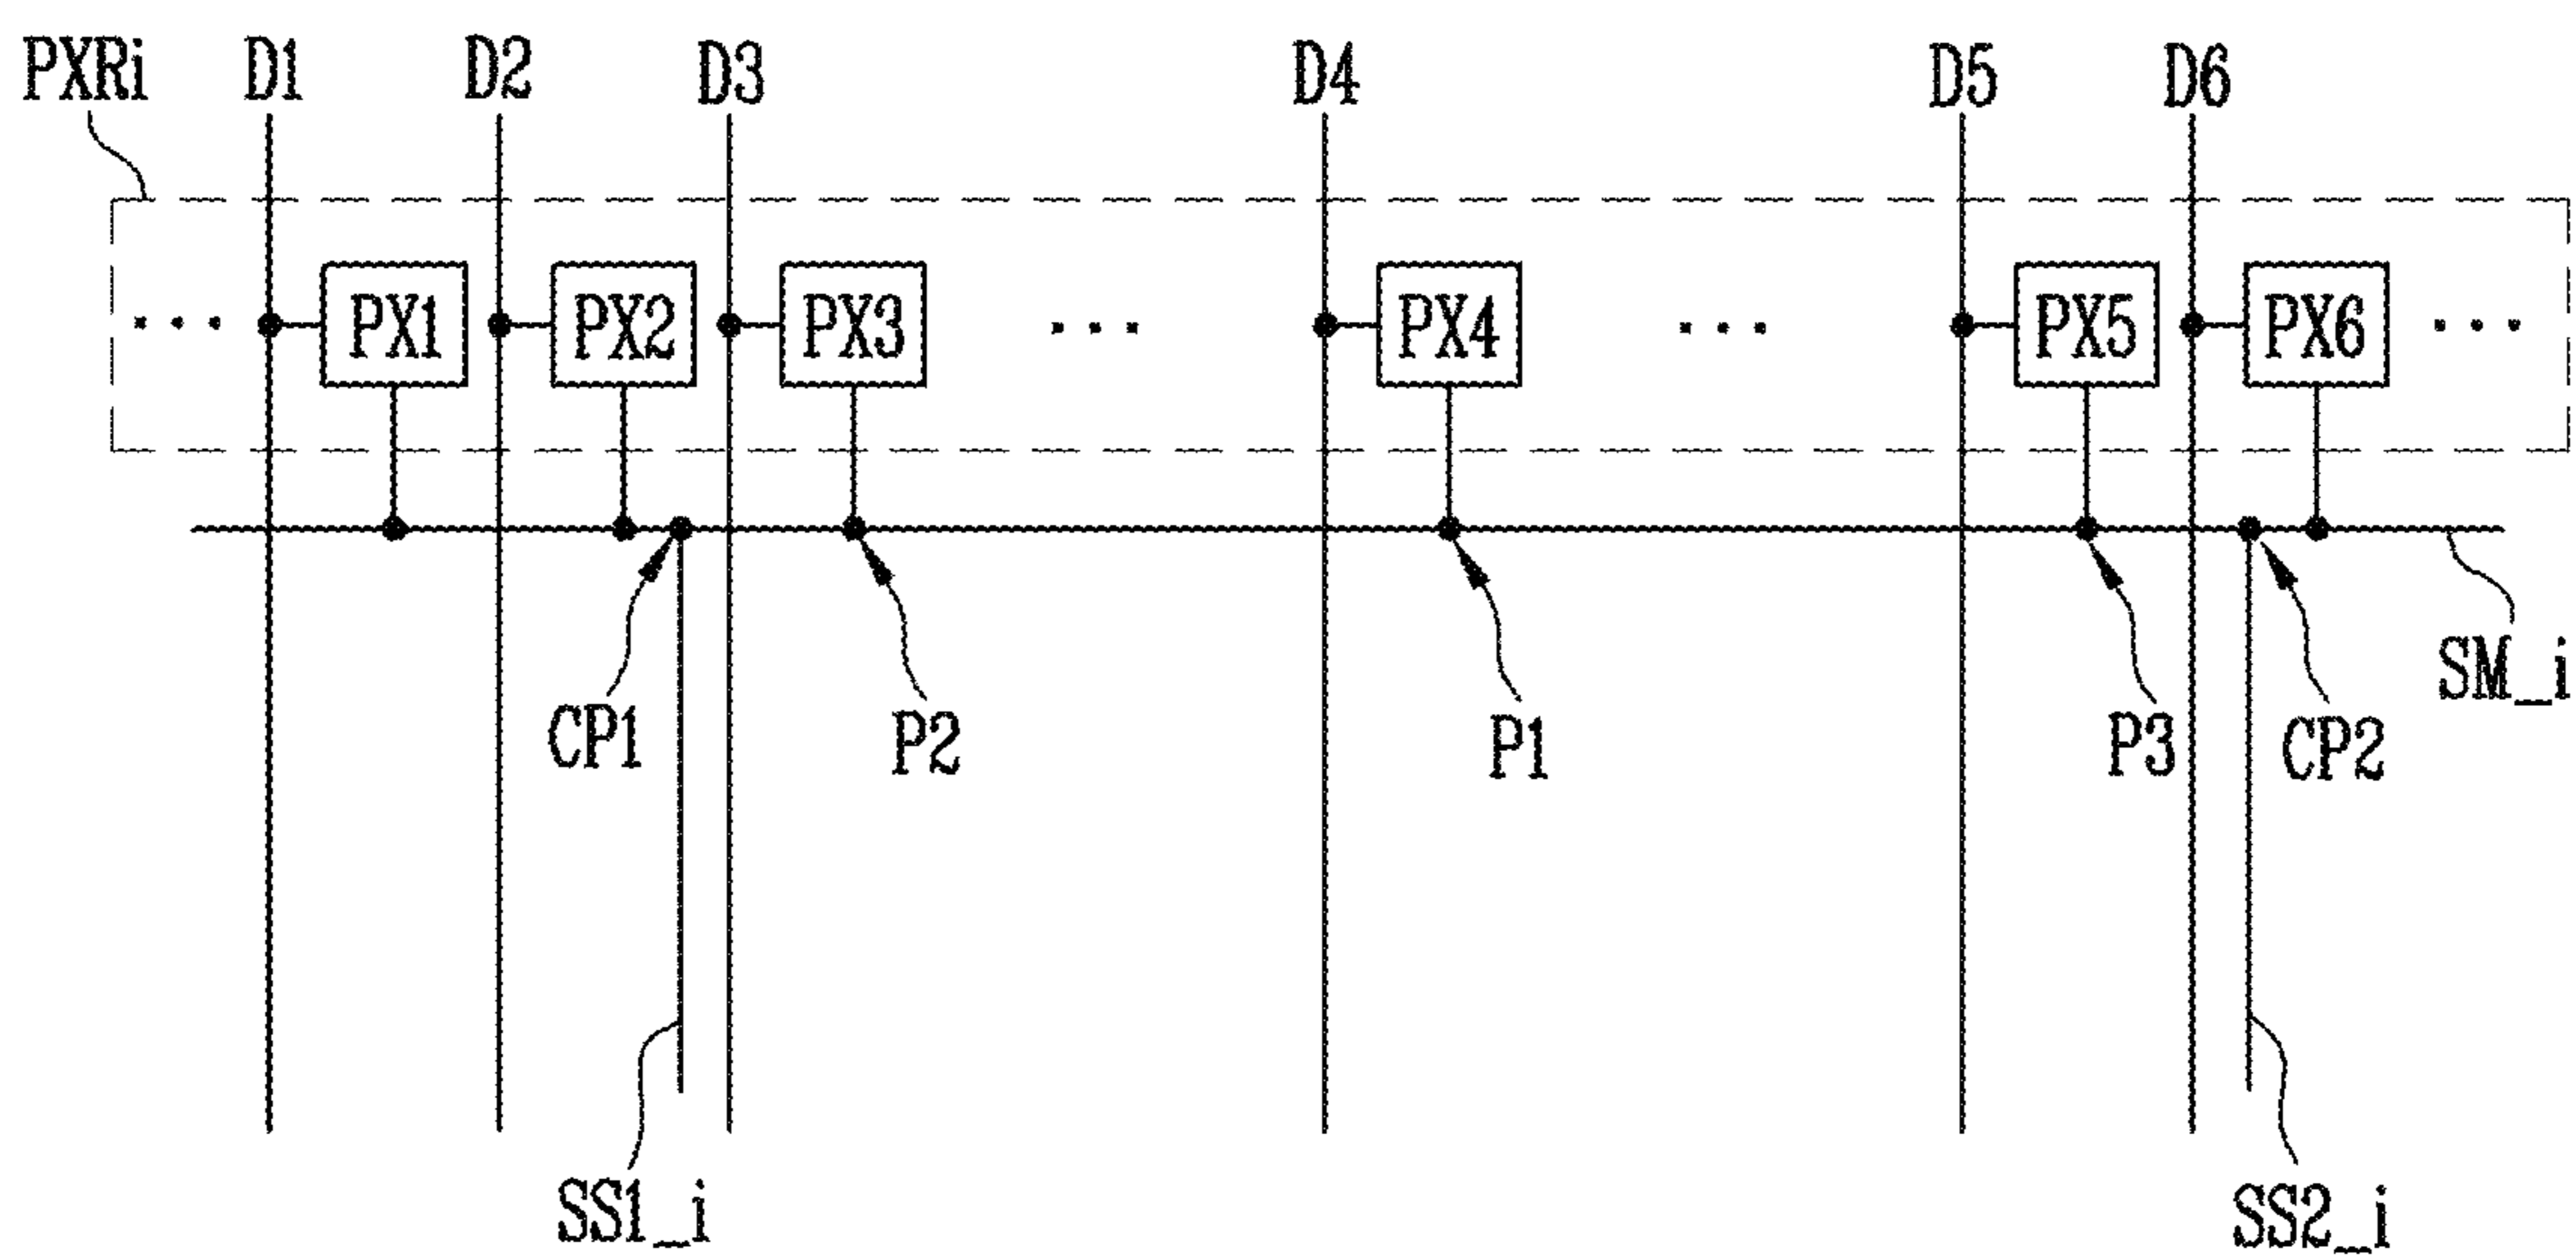 PXRi D1 D2 D3 D4 D5 D6
... PX1 PX2 PX3 ... PX4 ... PX5 PX6 ...
SM_i
CP1 P2 P1 P3 CP2
SS1_i SS2_i